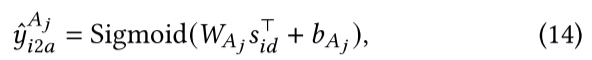 ŷ_{i2a}^{A_j} = Sigmoid(W_{A_j} s_{id}^⊤ + b_{A_j}), (14)